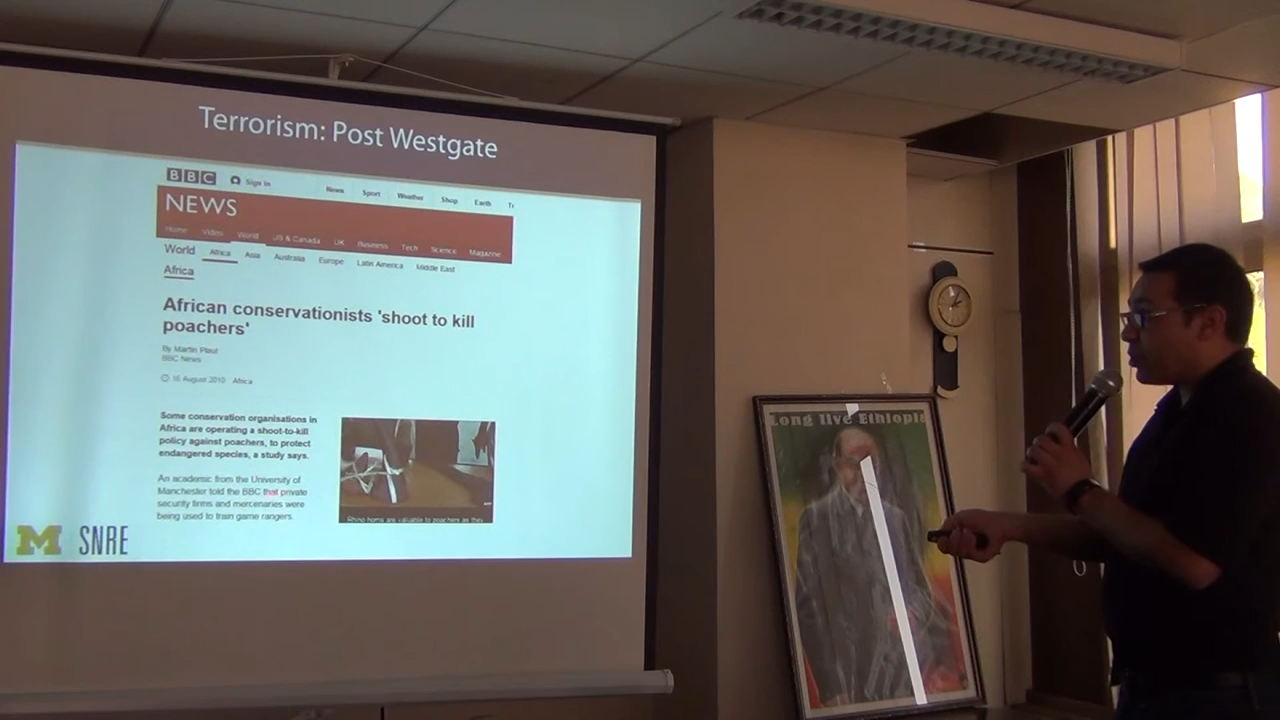 Terrorism: Post Westgate
BBC Sign in News Sport Weather Shop Earth
NEWS
Home Video World US & Canada UK Business Tech Science Magazine
World Africa Asia Australia Europe Latin America Middle East
Africa
African conservationists 'shoot to kill
poachers'
By Martin Plaut
BBC News
16 August 2010 Africa
Some conservation organisations in
Africa are operating a shoot-to-kill
policy against poachers, to protect
endangered species, a study says.
An academic from the University of
Manchester told the BBC that private
security firms and mercenaries were
being used to train game rangers.
Rhino horns are valuable to poachers as they
M SNRE
Long live Ethiopia